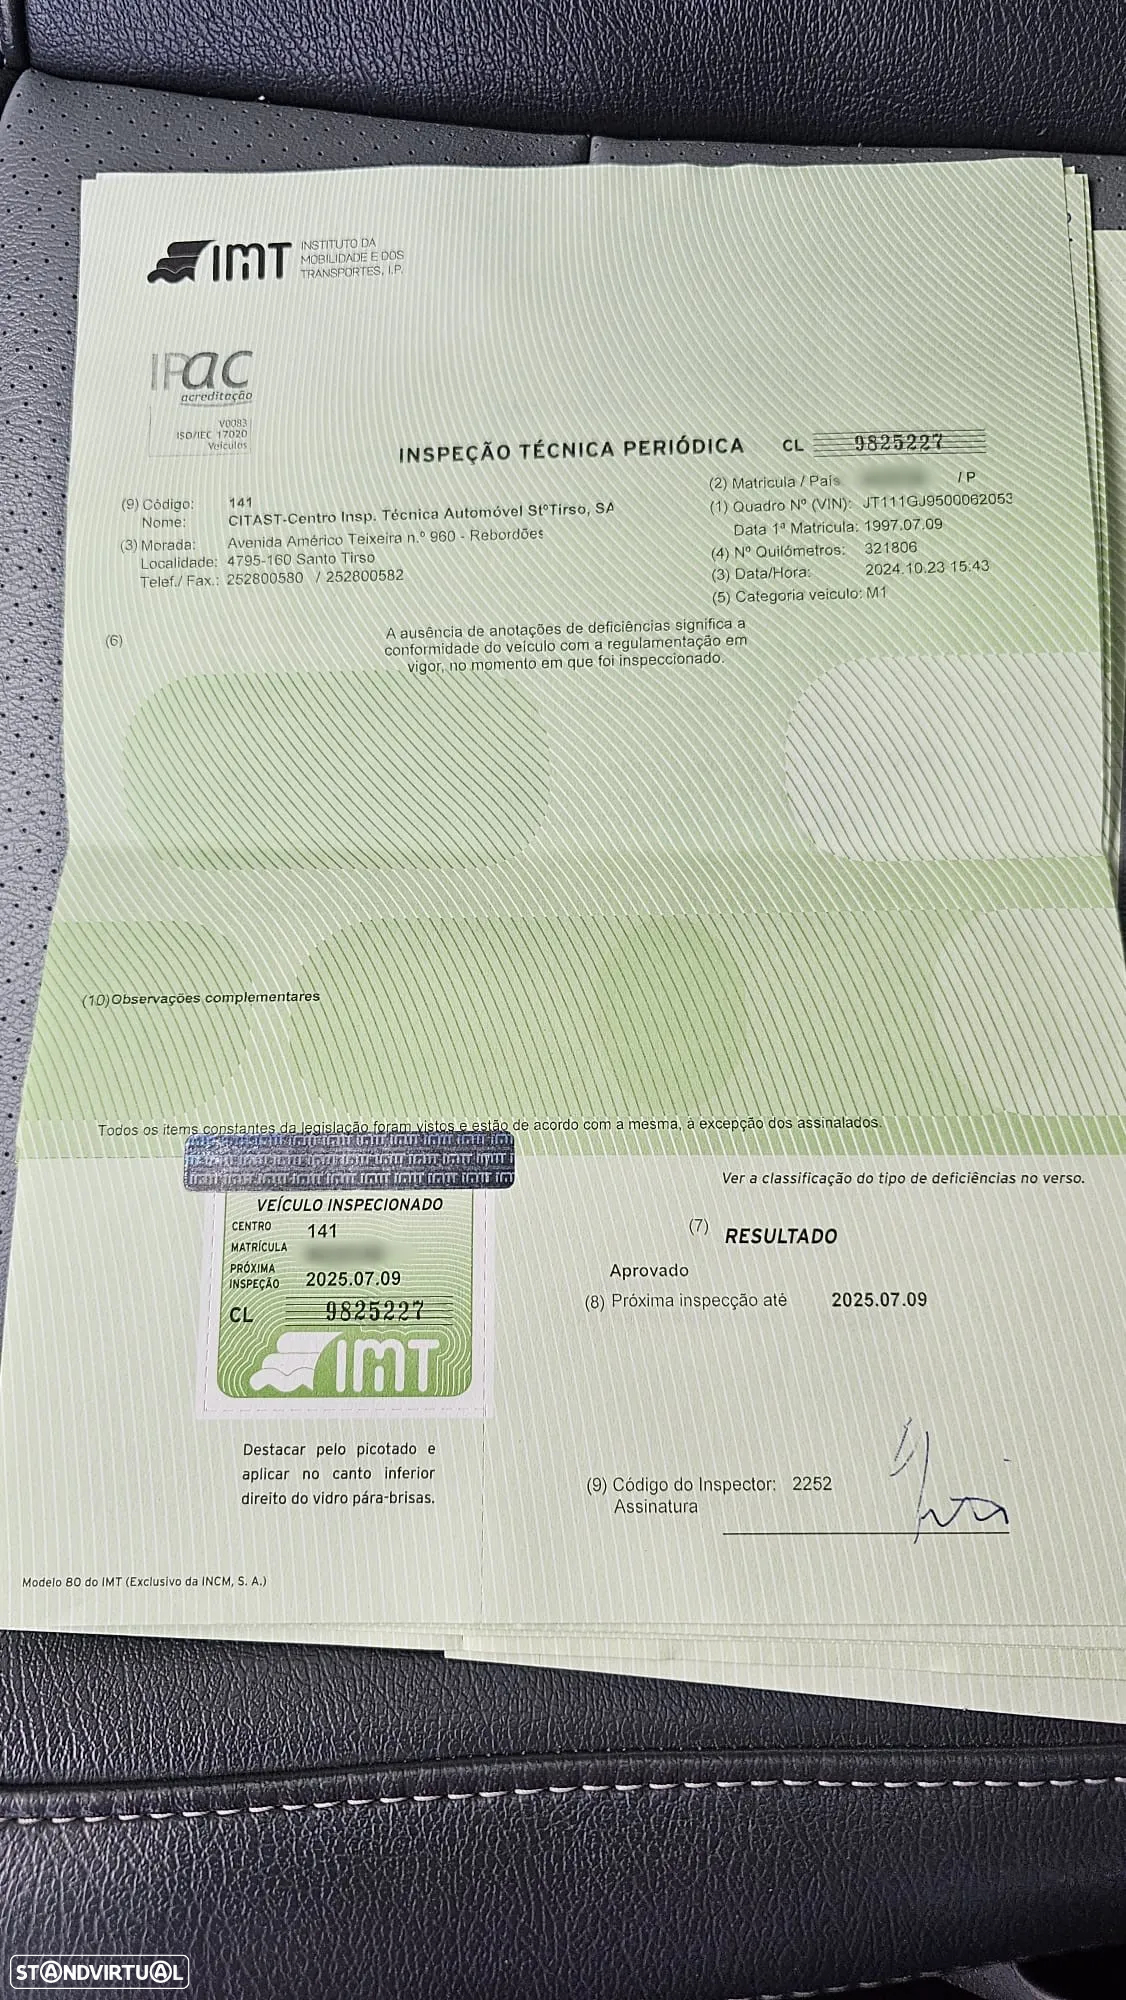 IMT INSTITUTO DA
MOBILIDADE E DOS
TRANSPORTES, I.P.
IPAC
acreditação
V0083
ISO/IEC 17020
Veículos
INSPEÇÃO TÉCNICA PERIÓDICA CL 9825227
(9) Código: 141
Nome: CITAST-Centro Insp. Técnica Automóvel StºTirso, SA
(3) Morada: Avenida Américo Teixeira n.º 960 - Rebordões
Localidade: 4795-160 Santo Tirso
Telef./ Fax.: 252800580 / 252800582
(2) Matricula / País / P
(1) Quadro Nº (VIN): JT111GJ9500062053
Data 1ª Matricula: 1997.07.09
(4) Nº Quilómetros: 321806
(3) Data/Hora: 2024.10.23 15:43
(5) Categoria veiculo: M1
(6)
A ausência de anotações de deficiências significa a
conformidade do veículo com a regulamentação em
vigor, no momento em que foi inspeccionado.
(10) Observações complementares
Todos os items constantes da legislação foram vistos e estão de acordo com a mesma, à excepção dos assinalados.
Ver a classificação do tipo de deficiências no verso.
VEÍCULO INSPECIONADO
CENTRO 141
MATRÍCULA
PRÓXIMA
INSPEÇÃO 2025.07.09
CL 9825227
IMT
(7) RESULTADO
Aprovado
(8) Próxima inspecção até 2025.07.09
Destacar pelo picotado e
aplicar no canto inferior
direito do vidro pára-brisas.
(9) Código do Inspector: 2252
Assinatura
Modelo 80 do IMT (Exclusivo da INCM, S. A.)
STANDVIRTUAL